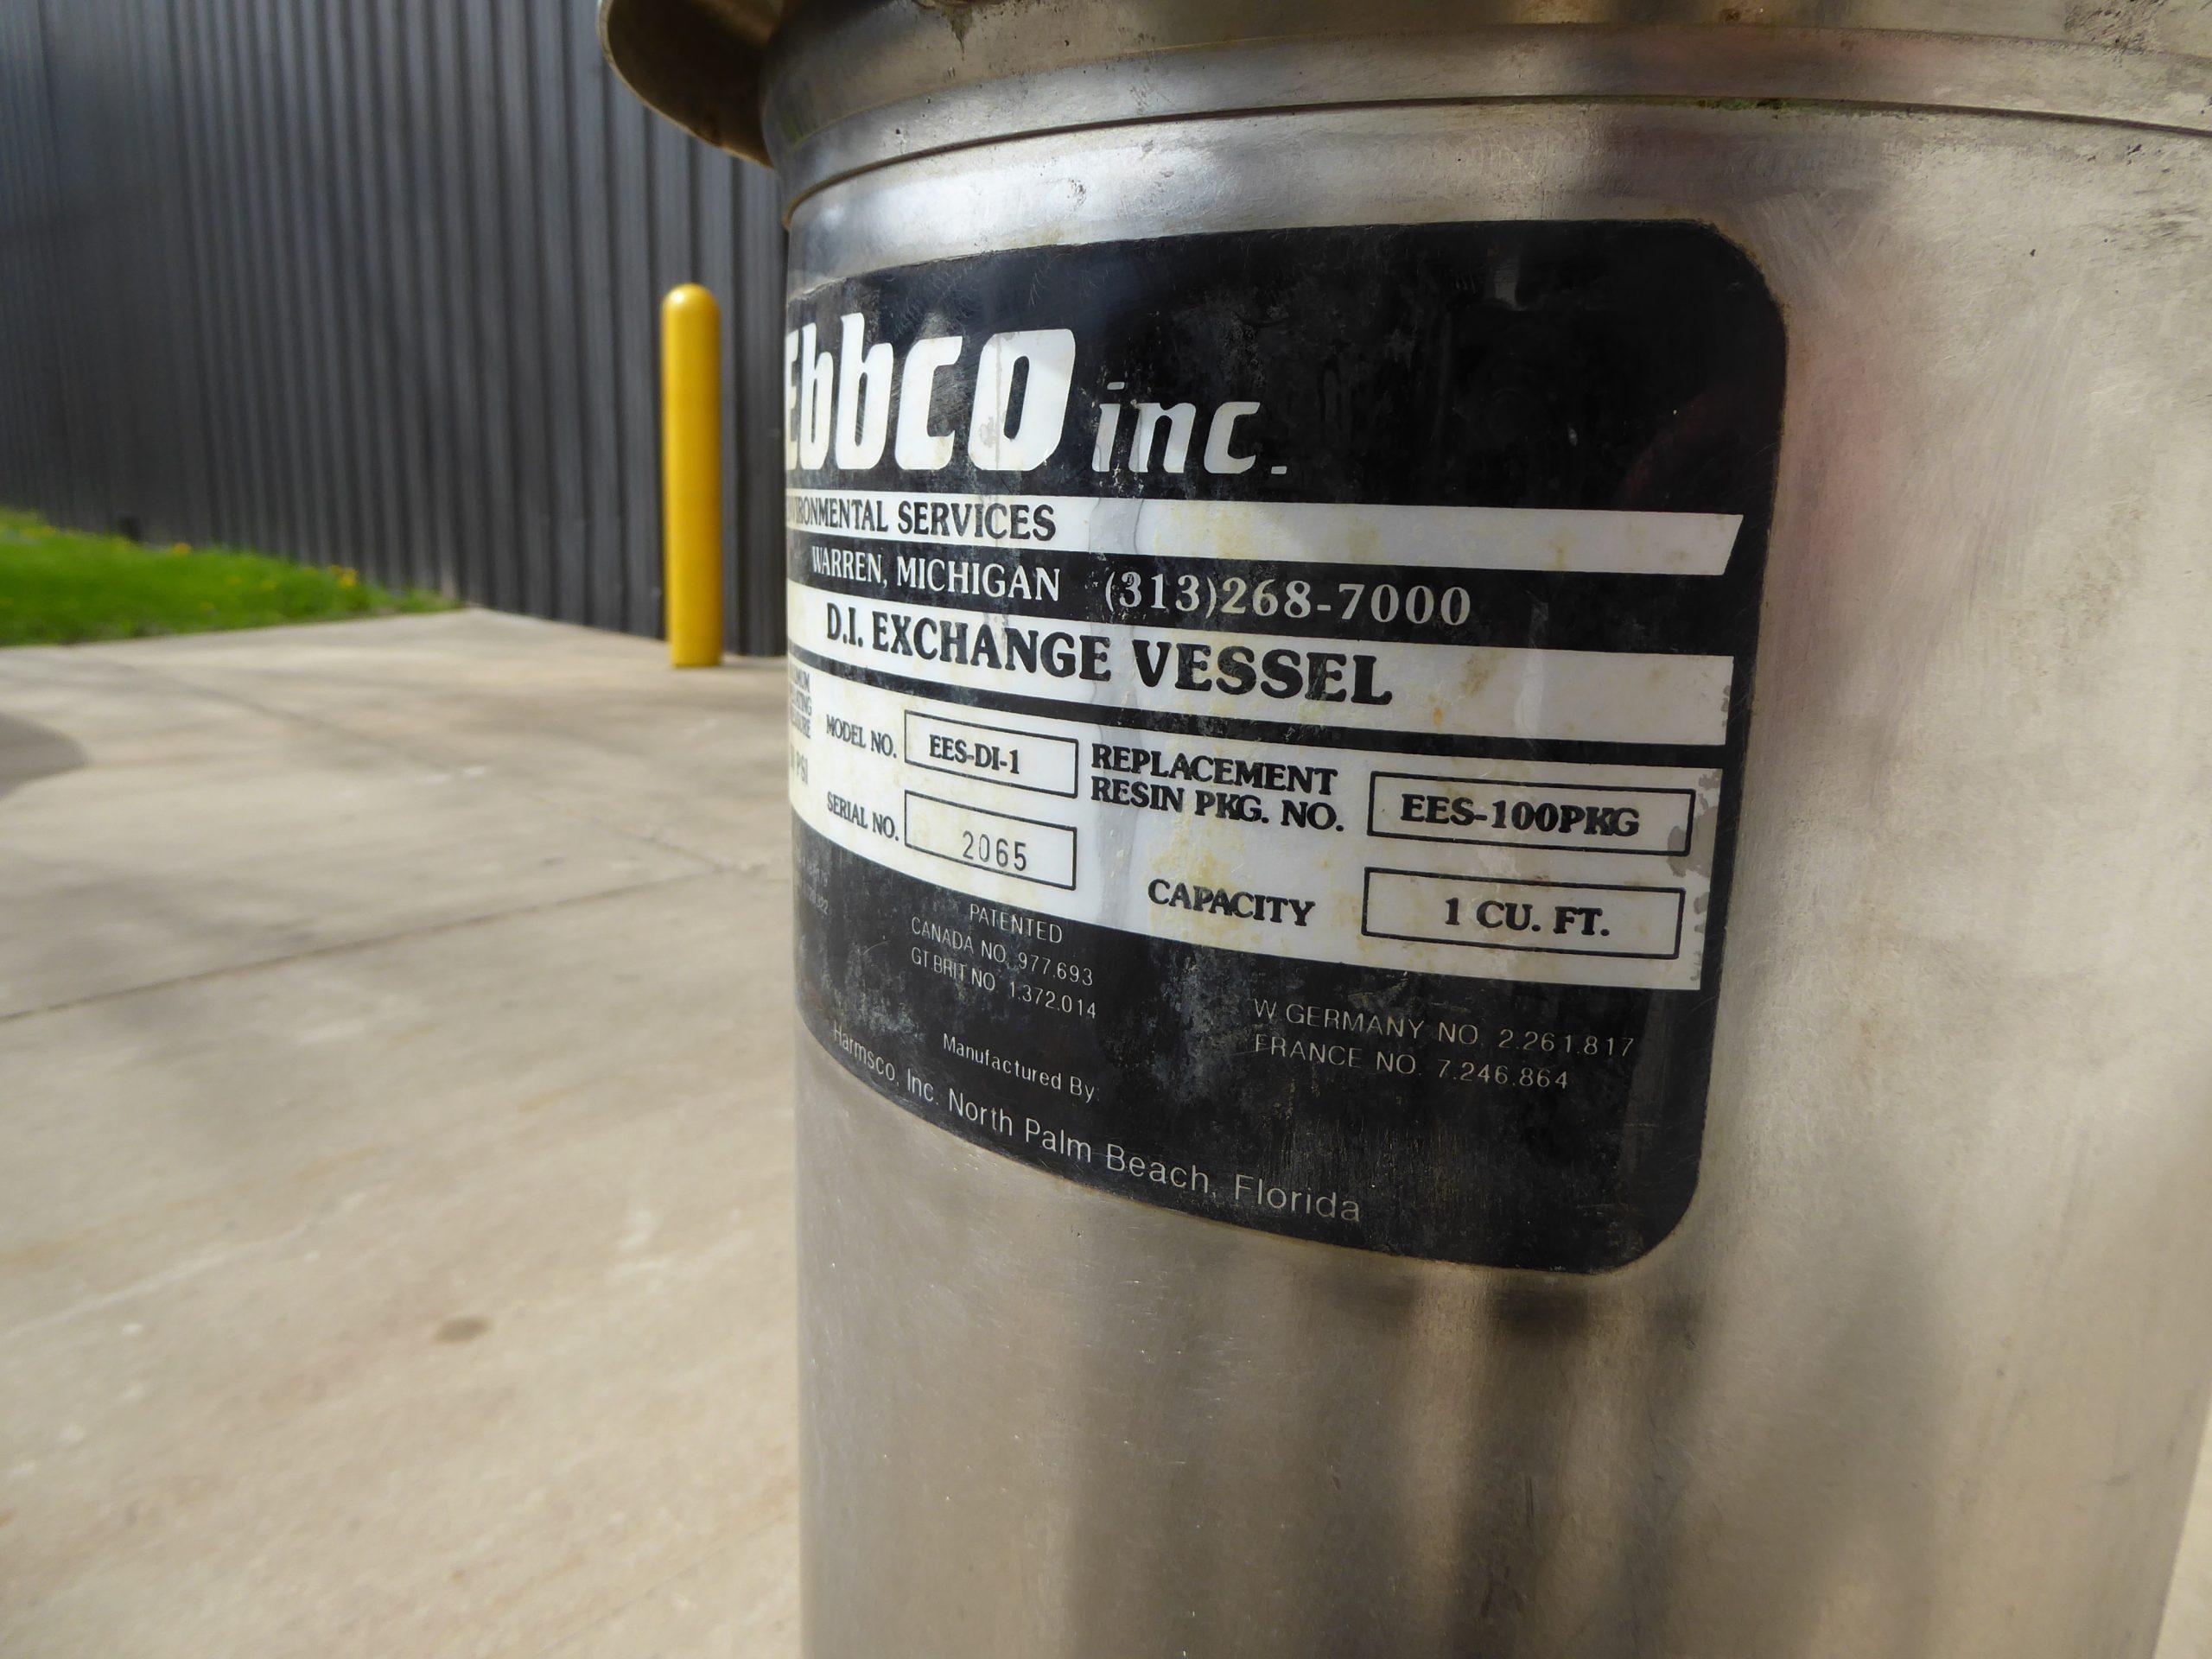 Ebbco inc.
ENVIRONMENTAL SERVICES
WARREN, MICHIGAN (313)268-7000
D.I. EXCHANGE VESSEL
PSI
MODEL NO. EES-DI-1
SERIAL NO. 2065
REPLACEMENT
RESIN PKG. NO. EES-100PKG
CAPACITY 1 CU. FT.
PATENTED
CANADA NO. 977.693
GT BRIT NO. 1.372.014
W GERMANY NO. 2.261.817
FRANCE NO. 7.246.864
Manufactured By
Harmsco, Inc. North Palm Beach, Florida